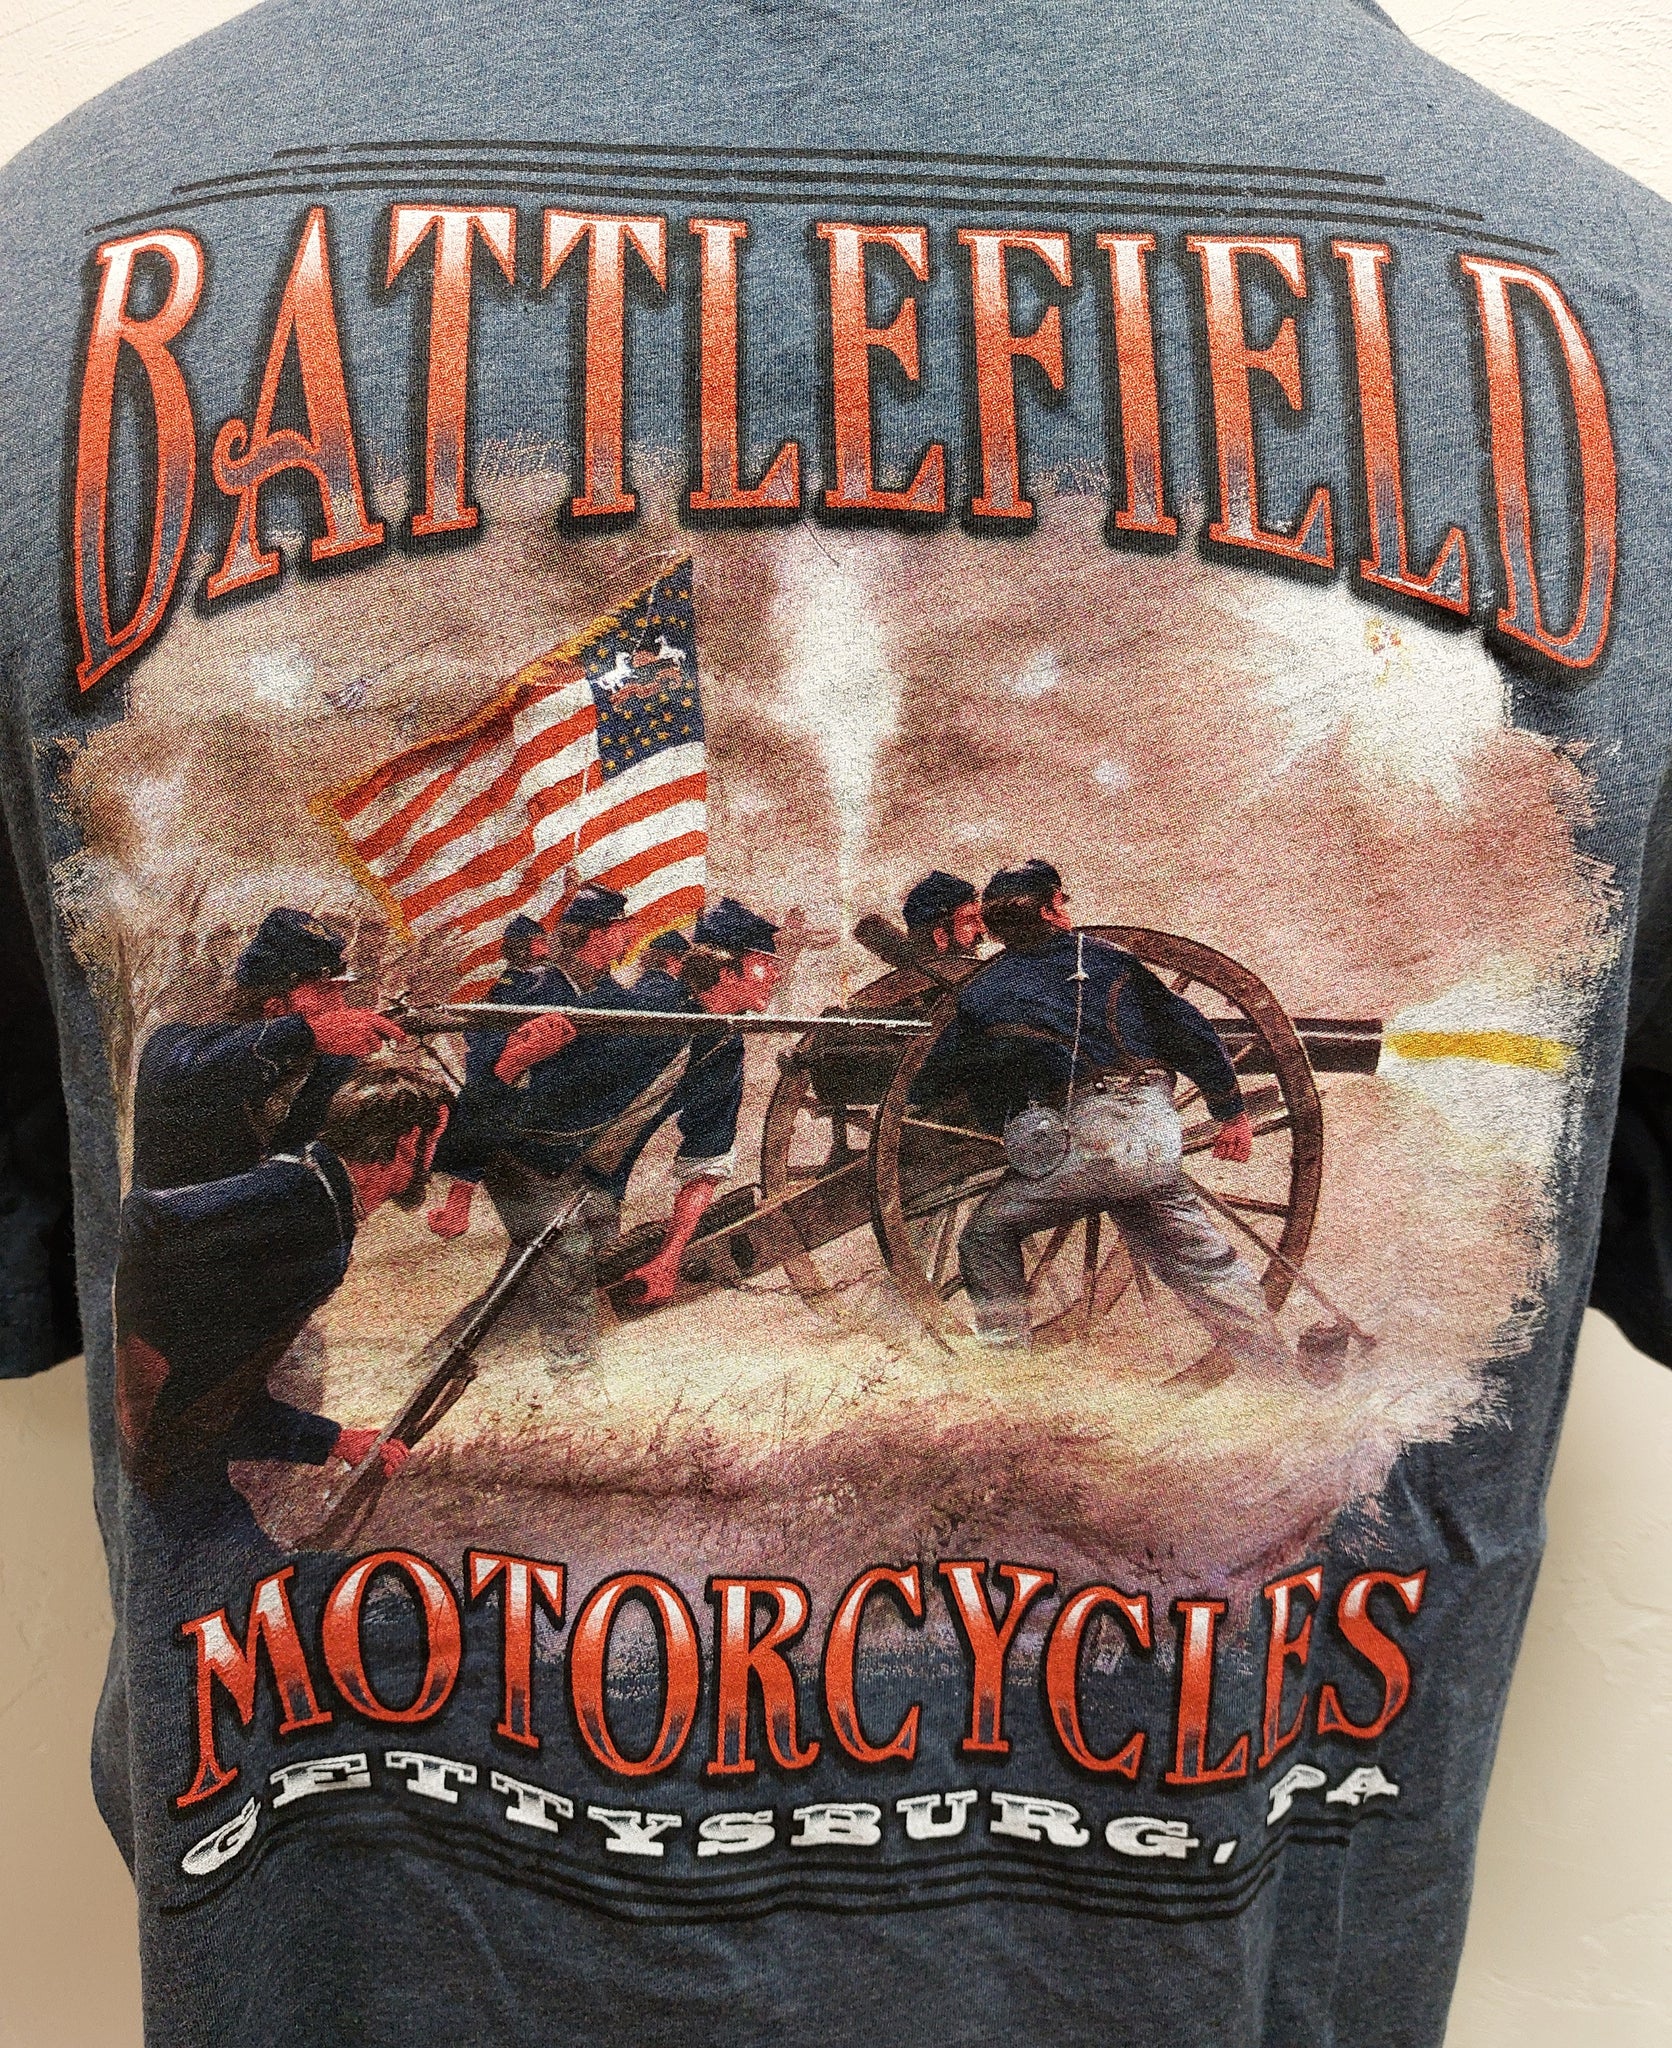 BATTLEFIELD
MOTORCYCLES
GETTYSBURG, PA